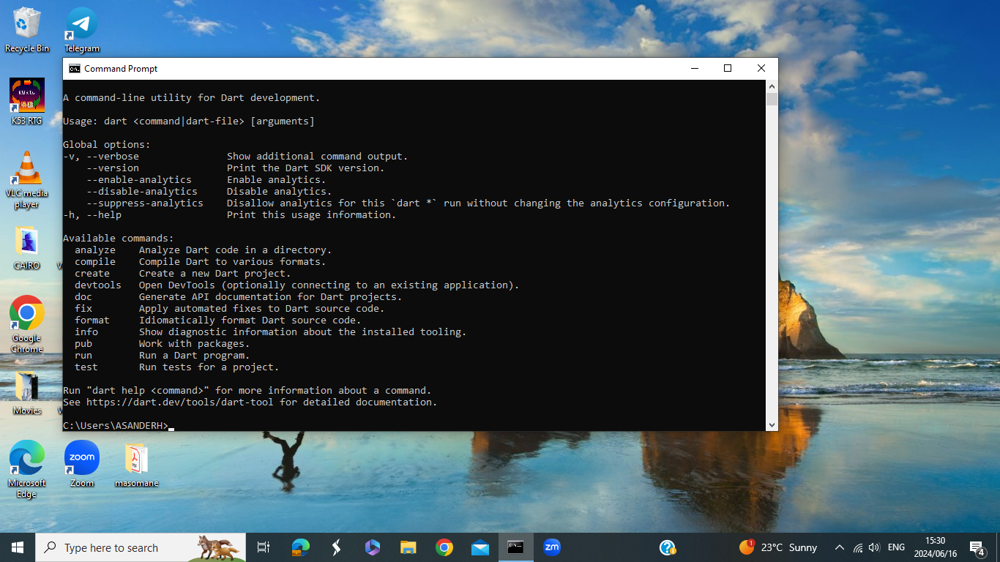 Recycle Bin
Telegram
K53 RTG
VLC media
player
CAIRO
Google
Chrome
Movies
Microsoft
Edge
zoom
Zoom
masomane
Command Prompt
A command-line utility for Dart development.
Usage: dart <command|dart-file> [arguments]
Global options:
-v, --verbose Show additional command output.
--version Print the Dart SDK version.
--enable-analytics Enable analytics.
--disable-analytics Disable analytics.
--suppress-analytics Disallow analytics for this `dart *` run without changing the analytics configuration.
-h, --help Print this usage information.
Available commands:
analyze Analyze Dart code in a directory.
compile Compile Dart to various formats.
create Create a new Dart project.
devtools Open DevTools (optionally connecting to an existing application).
doc Generate API documentation for Dart projects.
fix Apply automated fixes to Dart source code.
format Idiomatically format Dart source code.
info Show diagnostic information about the installed tooling.
pub Work with packages.
run Run a Dart program.
test Run tests for a project.
Run "dart help <command>" for more information about a command.
See https://dart.dev/tools/dart-tool for detailed documentation.
C:\Users\ASANDERH>
Type here to search
zm
1
23°C Sunny
ENG
15:30
2024/06/16
4